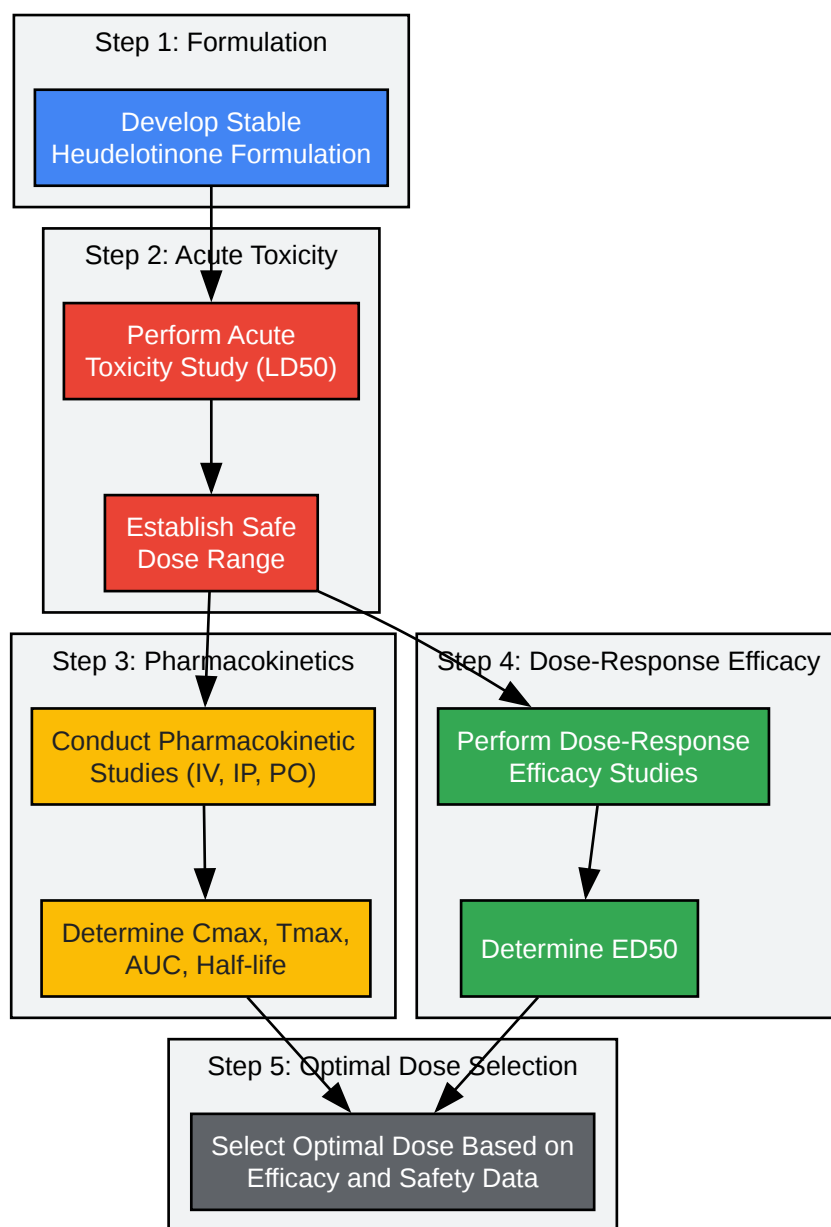 Step 1: Formulation
Develop Stable
Heudelotinone Formulation
Step 2: Acute Toxicity
Perform Acute
Toxicity Study (LD50)
Establish Safe
Dose Range
Step 3: Pharmacokinetics
Conduct Pharmacokinetic
Studies (IV, IP, PO)
Determine Cmax, Tmax,
AUC, Half-life
Step 4: Dose-Response Efficacy
Perform Dose-Response
Efficacy Studies
Determine ED50
Step 5: Optimal Dose Selection
Select Optimal Dose Based on
Efficacy and Safety Data